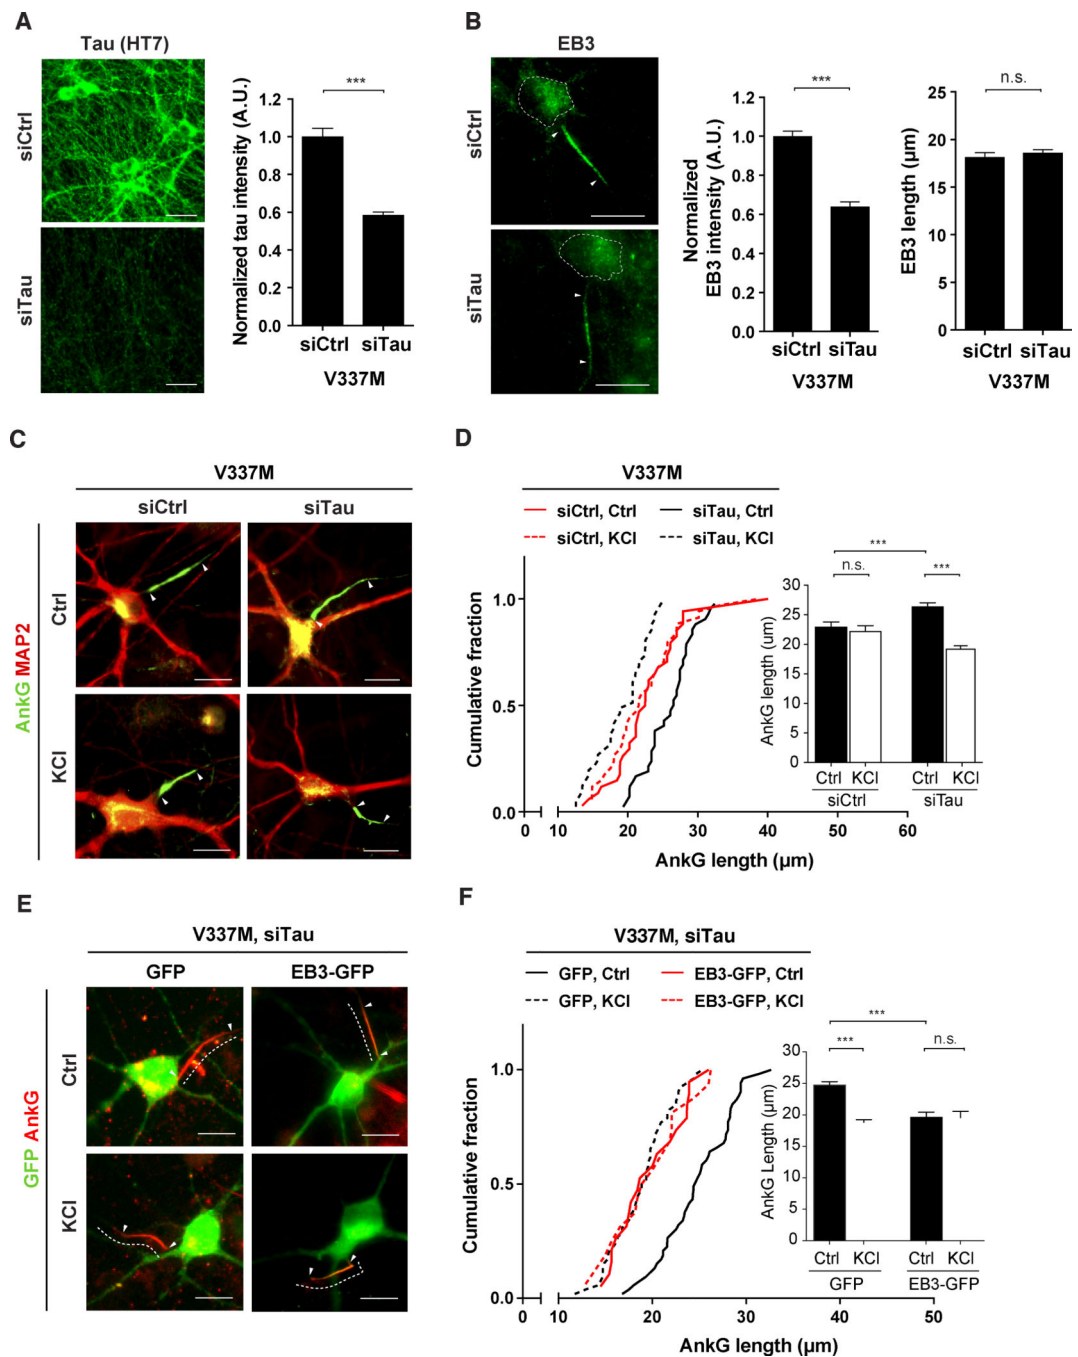 A
Tau (HT7)
siCtrl
siTau
Normalized tau intensity (A.U.)
1.2
1.0
0.8
0.6
0.4
0.2
0.0
***
siCtrl siTau
V337M
B
EB3
siCtrl
siTau
Normalized
EB3 intensity (A.U.)
1.2
1.0
0.8
0.6
0.4
0.2
0.0
***
siCtrl siTau
V337M
EB3 length (µm)
25
20
15
10
5
0
n.s.
siCtrl siTau
V337M
C
V337M
siCtrl siTau
AnkG MAP2
Ctrl
KCl
D
V337M
siCtrl, Ctrl siTau, Ctrl
siCtrl, KCl siTau, KCl
Cumulative fraction
1.0
0.5
0.0
0 10 20 30 40 50 60
AnkG length (µm)
AnkG length (µm)
30
25
20
15
10
5
0
***
n.s. ***
Ctrl KCl Ctrl KCl
siCtrl siTau
E
V337M, siTau
GFP EB3-GFP
GFP AnkG
Ctrl
KCl
F
V337M, siTau
GFP, Ctrl EB3-GFP, Ctrl
GFP, KCl EB3-GFP, KCl
Cumulative fraction
1.0
0.5
0.0
0 10 20 30 40 50
AnkG length (µm)
AnkG Length (µm)
30
25
20
15
10
5
0
***
*** n.s.
Ctrl KCl Ctrl KCl
GFP EB3-GFP